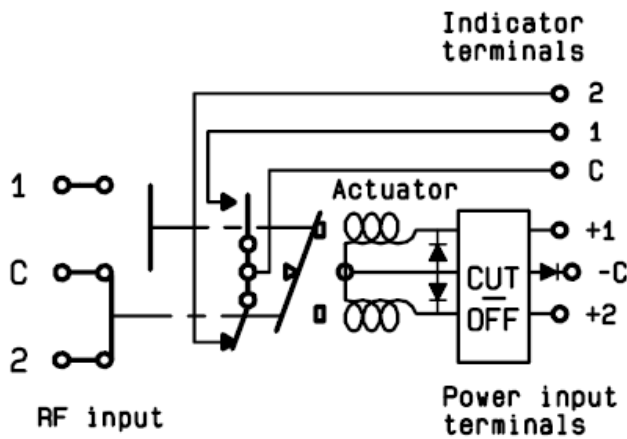 Indicator
terminals
2
1
C
1
Actuator
+1
C
CUT
-C
OFF
+2
2
RF input
Power input
terminals